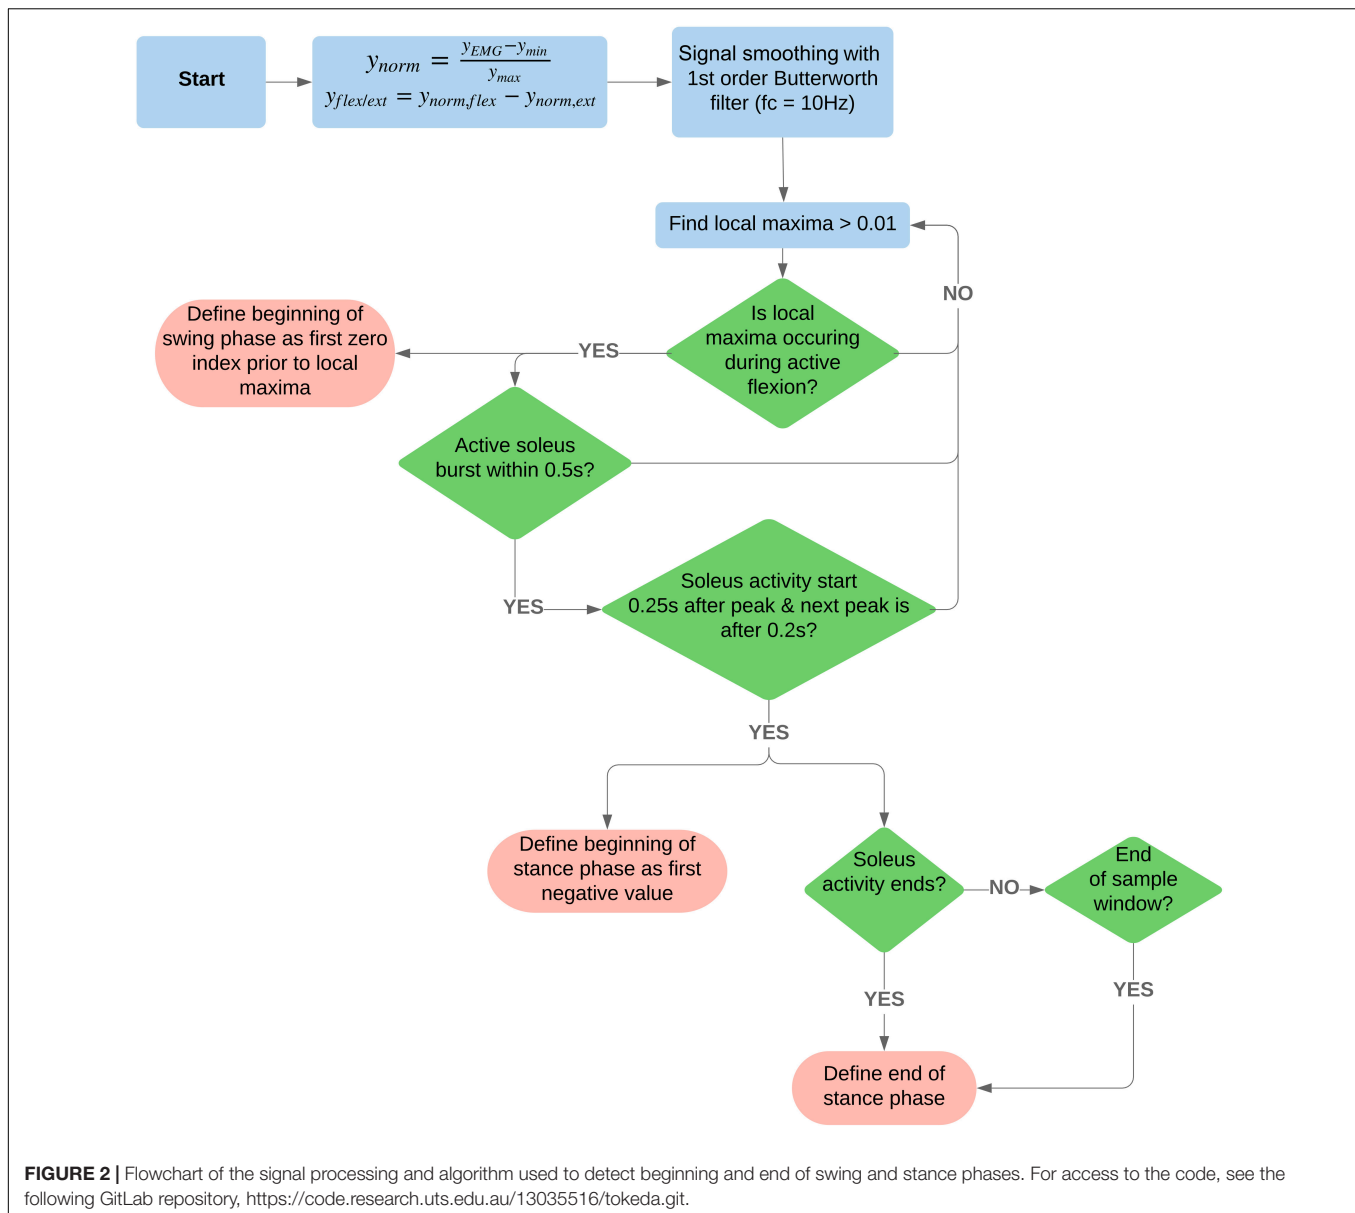 Start
y_norm = (y_EMG − y_min) / y_max
y_flex/ext = y_norm,flex − y_norm,ext
Signal smoothing with
1st order Butterworth
filter (fc = 10Hz)
Find local maxima > 0.01
NO
Is local
maxima occuring
during active
flexion?
YES
Define beginning of
swing phase as first zero
index prior to local
maxima
Active soleus
burst within 0.5s?
YES
Soleus activity start
0.25s after peak & next peak is
after 0.2s?
YES
Define beginning of
stance phase as first
negative value
Soleus
activity ends?
NO
End
of sample
window?
YES
YES
Define end of
stance phase
FIGURE 2 | Flowchart of the signal processing and algorithm used to detect beginning and end of swing and stance phases. For access to the code, see the
following GitLab repository, https://code.research.uts.edu.au/13035516/tokeda.git.